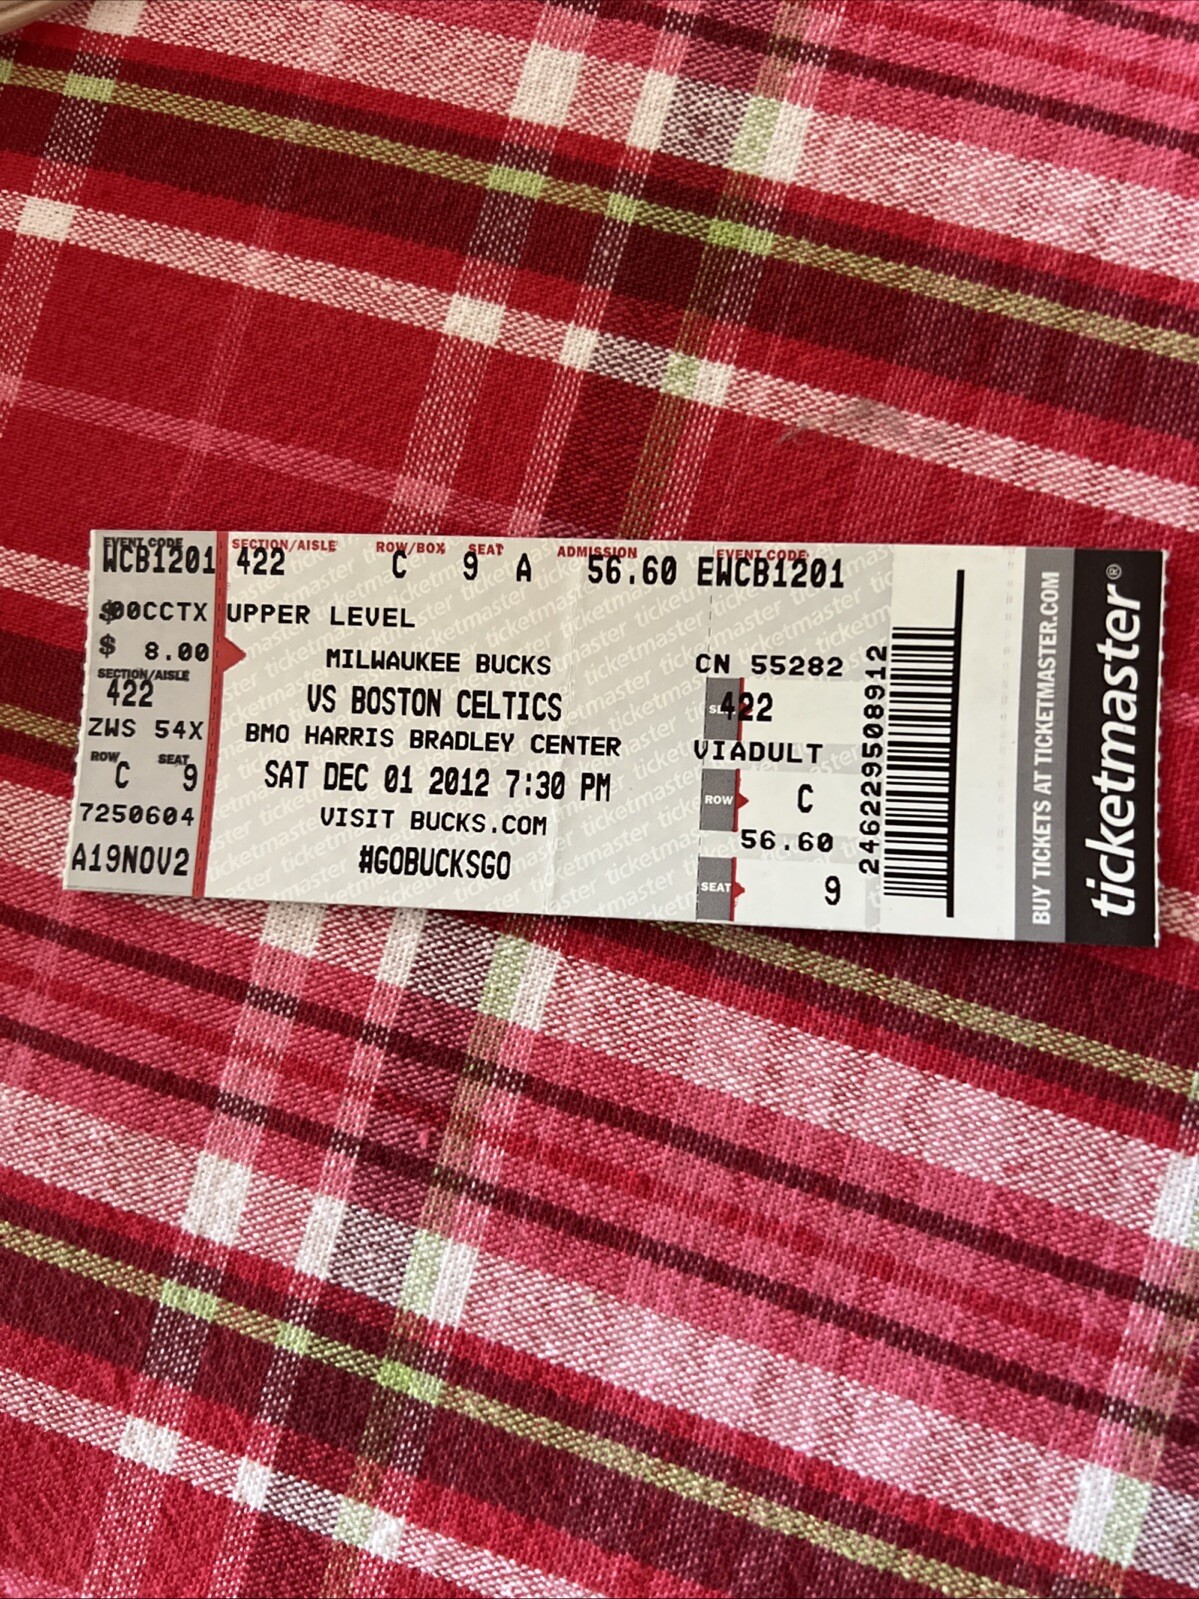 EVENT CODE
WCB1201
$00CCTX
$ 8.00
SECTION/AISLE
422
ZWS 54X
ROW SEAT
C 9
7250604
A19NOV2
SECTION/AISLE ROW/BOX SEAT ADMISSION EVENT CODE
422 C 9 A 56.60 EWCB1201
UPPER LEVEL
MILWAUKEE BUCKS
VS BOSTON CELTICS
BMO HARRIS BRADLEY CENTER
SAT DEC 01 2012 7:30 PM
VISIT BUCKS.COM
#GOBUCKSGO
CN 55282
422
VIADULT
ROW C
56.60
SEAT 9
246229508912
BUY TICKETS AT TICKETMASTER.COM
ticketmaster®